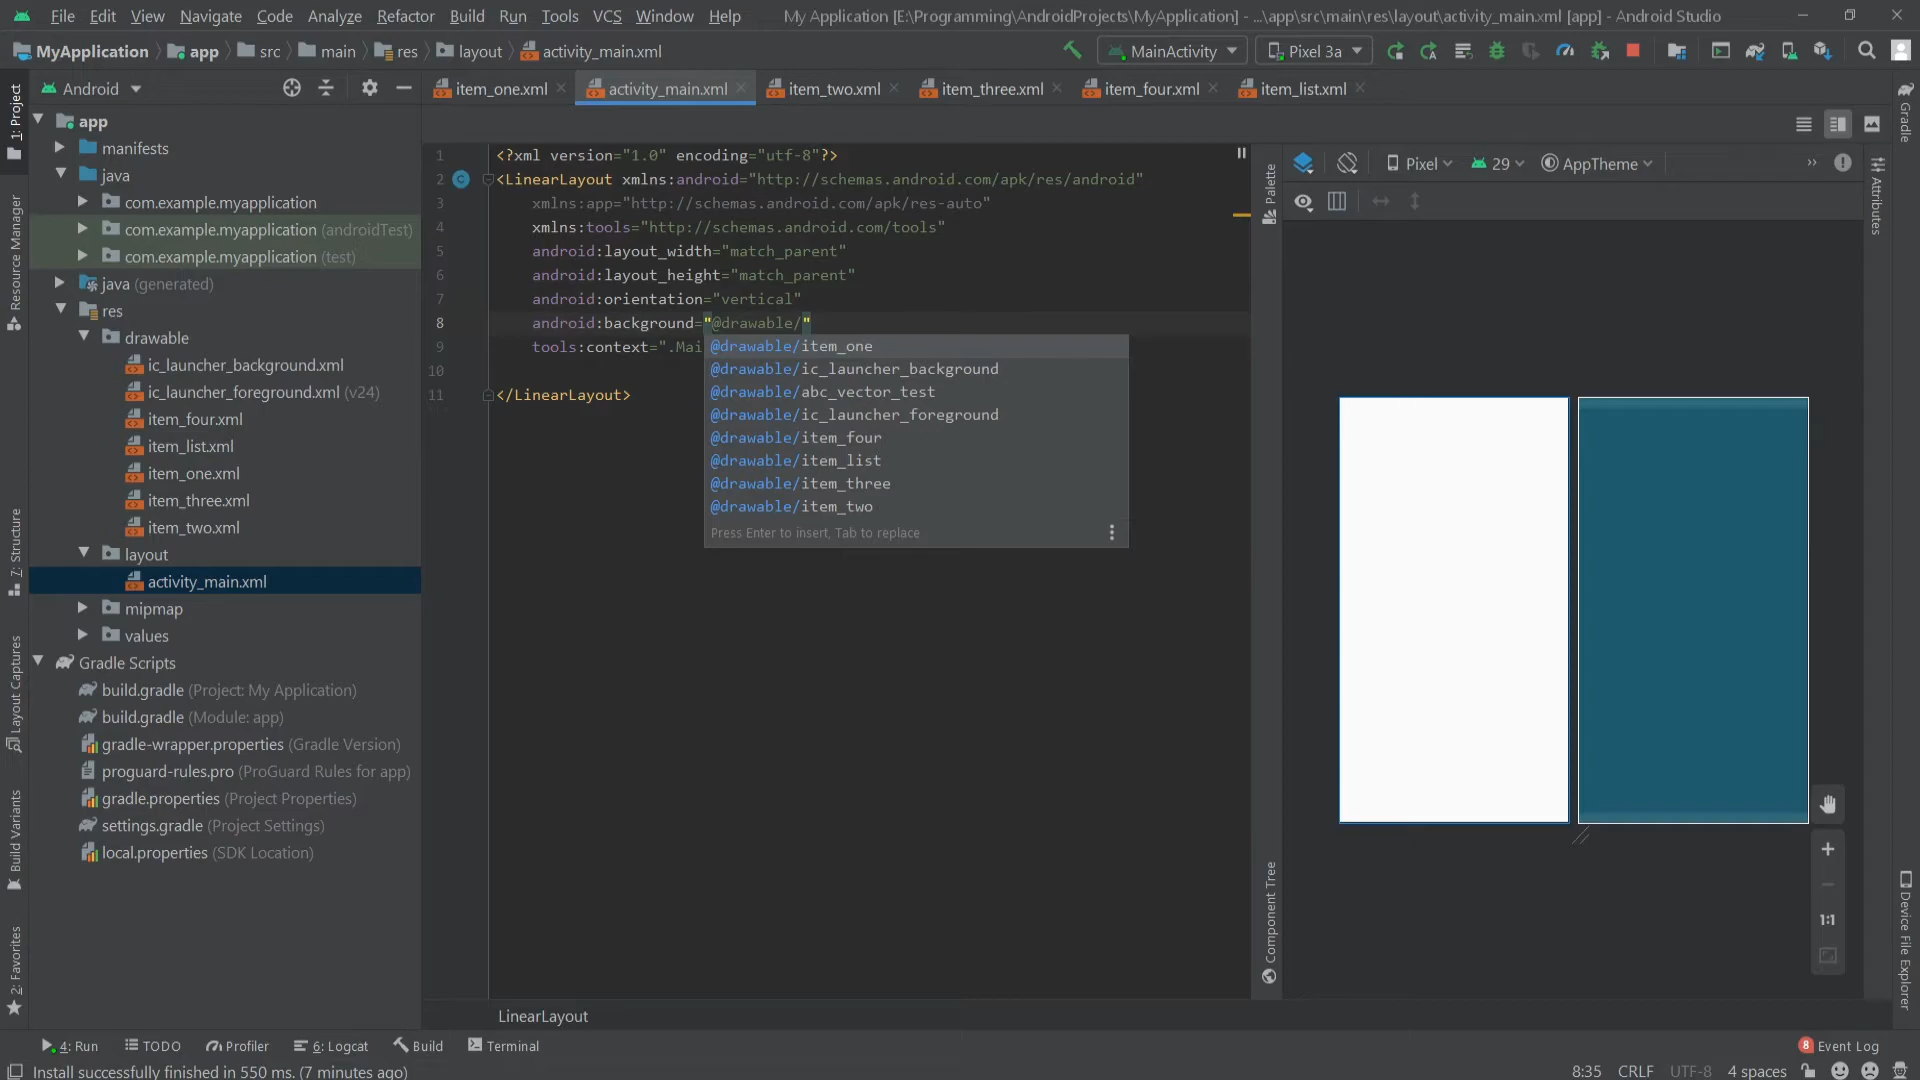 File Edit View Navigate Code Analyze Refactor Build Run Tools VCS Window Help My Application [E:\Programming\AndroidProjects\MyApplication] - ...\app\src\main\res\layout\activity_main.xml [app] - Android Studio
MyApplication app src main res layout activity_main.xml MainActivity Pixel 3a
Android item_one.xml activity_main.xml item_two.xml item_three.xml item_four.xml item_list.xml
1: Project
Resource Manager
7: Structure
Layout Captures
Build Variants
2: Favorites
app
manifests
java
com.example.myapplication
com.example.myapplication (androidTest)
com.example.myapplication (test)
java (generated)
res
drawable
ic_launcher_background.xml
ic_launcher_foreground.xml (v24)
item_four.xml
item_list.xml
item_one.xml
item_three.xml
item_two.xml
layout
activity_main.xml
mipmap
values
Gradle Scripts
build.gradle (Project: My Application)
build.gradle (Module: app)
gradle-wrapper.properties (Gradle Version)
proguard-rules.pro (ProGuard Rules for app)
gradle.properties (Project Properties)
settings.gradle (Project Settings)
local.properties (SDK Location)
1 <?xml version="1.0" encoding="utf-8"?>
2 <LinearLayout xmlns:android="http://schemas.android.com/apk/res/android"
3 xmlns:app="http://schemas.android.com/apk/res-auto"
4 xmlns:tools="http://schemas.android.com/tools"
5 android:layout_width="match_parent"
6 android:layout_height="match_parent"
7 android:orientation="vertical"
8 android:background="@drawable/"
9 tools:context=".Mai
10
11 </LinearLayout>
@drawable/item_one
@drawable/ic_launcher_background
@drawable/abc_vector_test
@drawable/ic_launcher_foreground
@drawable/item_four
@drawable/item_list
@drawable/item_three
@drawable/item_two
Press Enter to insert, Tab to replace
LinearLayout
Palette
Component Tree
Pixel 29 AppTheme
1:1
Gradle
Attributes
Device File Explorer
4: Run TODO Profiler 6: Logcat Build Terminal 8 Event Log
Install successfully finished in 550 ms. (7 minutes ago) 8:35 CRLF UTF-8 4 spaces